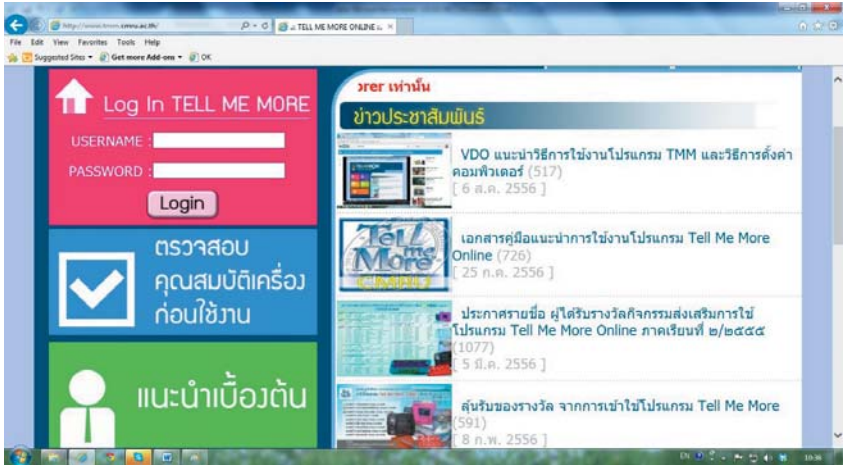 TELL ME MORE ONLINE
File Edit View Favorites Tools Help
Suggested Sites Get more Add-ons OK
Log In TELL ME MORE
USERNAME :
PASSWORD :
Login
ตรวจสอบ
คุณสมบัติเครื่อง
ก่อนใช้งาน
แนะนำเบื้องต้น
rer เท่านั้น
ข่าวประชาสัมพันธ์
VDO แนะนำวิธีการใช้งานโปรแกรม TMM และวิธีการตั้งค่า
คอมพิวเตอร์ (517)
[ 6 ส.ค. 2556 ]
เอกสารคู่มือแนะนำการใช้งานโปรแกรม Tell Me More
Online (726)
[ 25 ก.ค. 2556 ]
ประกาศรายชื่อ ผู้ได้รับรางวัลกิจกรรมส่งเสริมการใช้
โปรแกรม Tell Me More Online ภาคเรียนที่ ๒/๒๕๕๕
(1077)
[ 5 มี.ค. 2556 ]
ลุ้นรับของรางวัล จากการเข้าใช้โปรแกรม Tell Me More
(591)
[ 8 ก.พ. 2556 ]
Tell me More
CMRU
EN
10:36